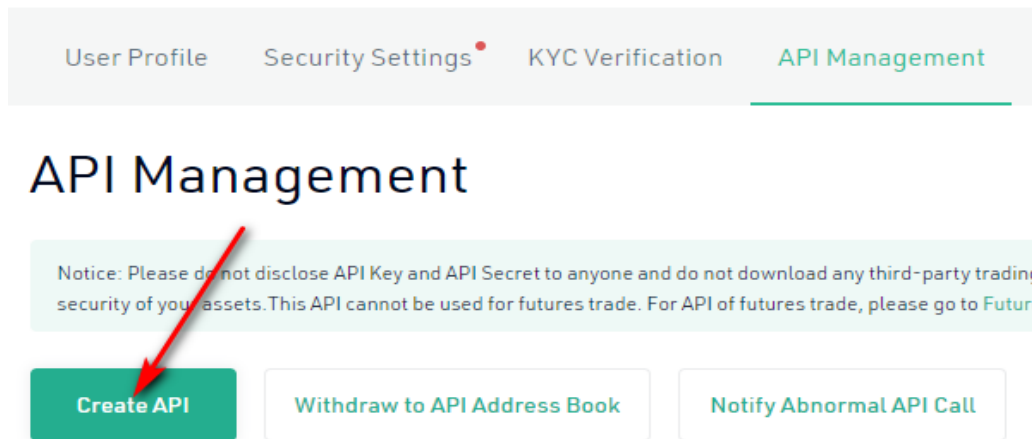 User Profile Security Settings KYC Verification API Management
API Management
Notice: Please do not disclose API Key and API Secret to anyone and do not download any third-party trading
security of your assets. This API cannot be used for futures trade. For API of futures trade, please go to Futur
Create API Withdraw to API Address Book Notify Abnormal API Call